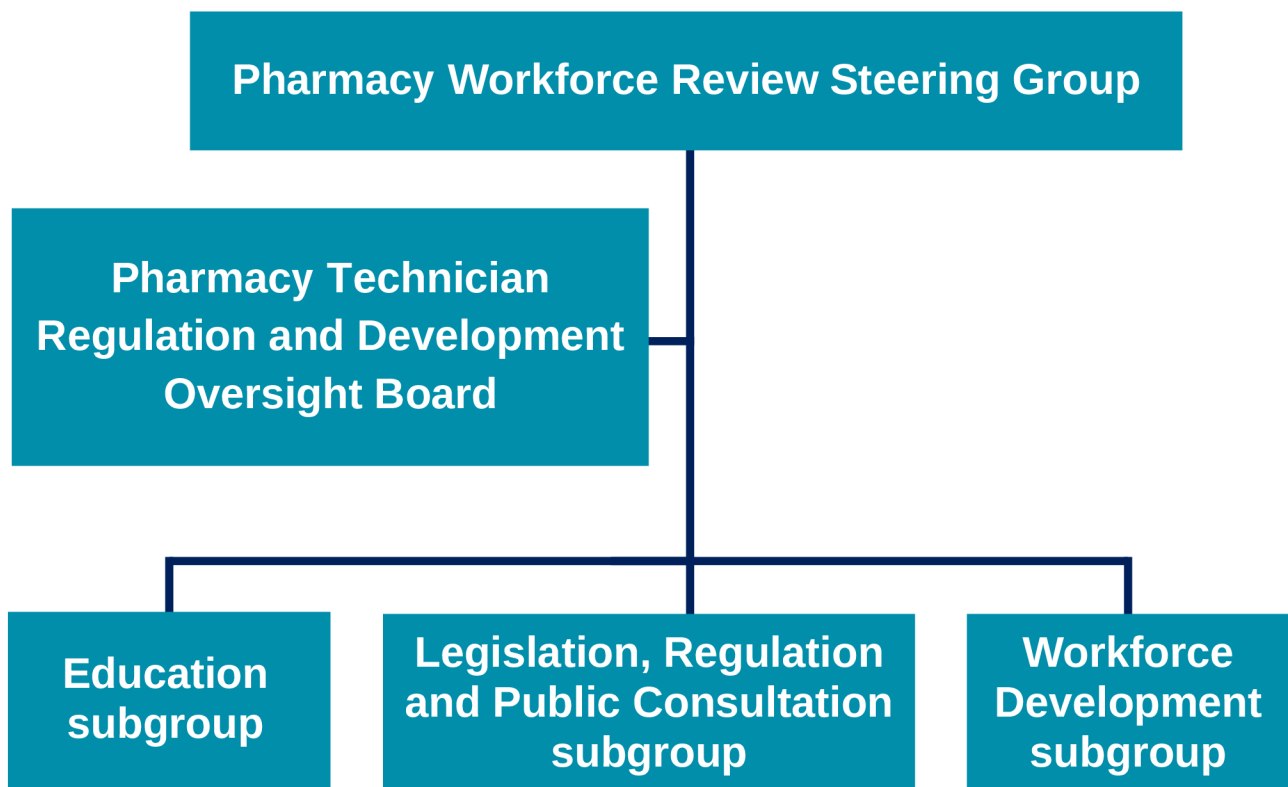 Pharmacy Workforce Review Steering Group
Pharmacy Technician
Regulation and Development
Oversight Board
Education
subgroup
Legislation, Regulation
and Public Consultation
subgroup
Workforce
Development
subgroup